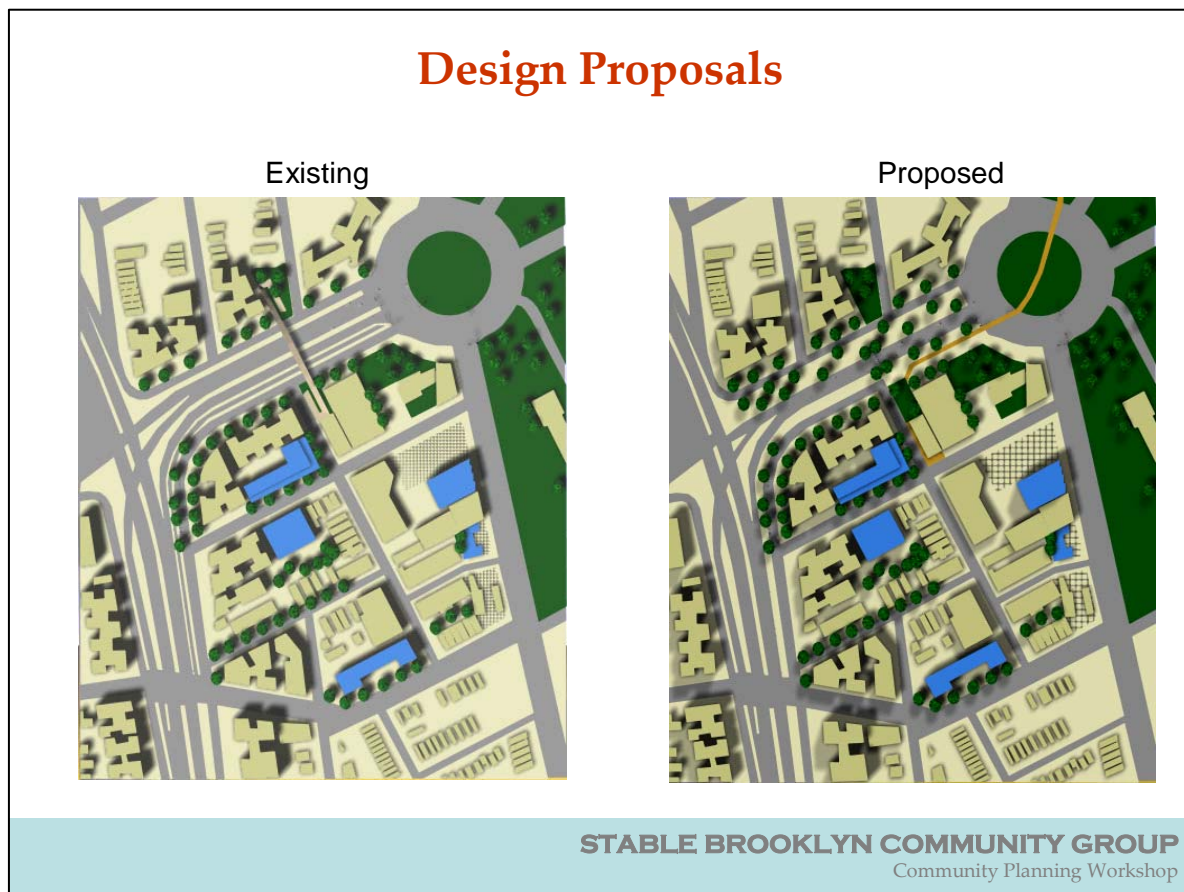 Design Proposals
Existing
Proposed
STABLE BROOKLYN COMMUNITY GROUP
Community Planning Workshop